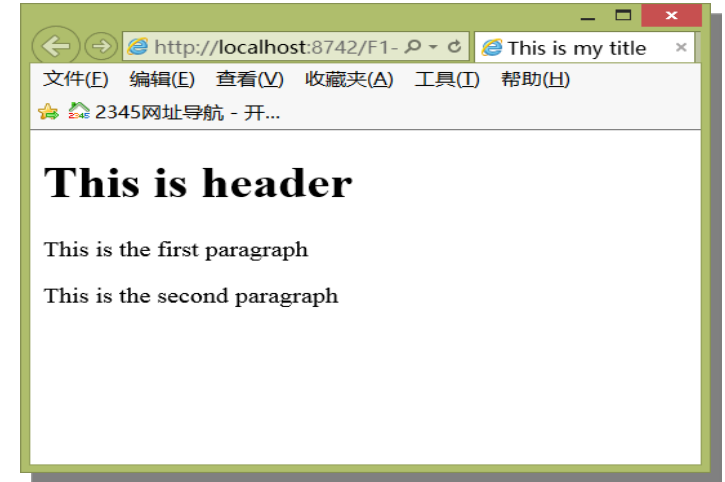 http://localhost:8742/F1- This is my title
文件(F) 编辑(E) 查看(V) 收藏夹(A) 工具(T) 帮助(H)
2345网址导航 - 开...
This is header
This is the first paragraph
This is the second paragraph